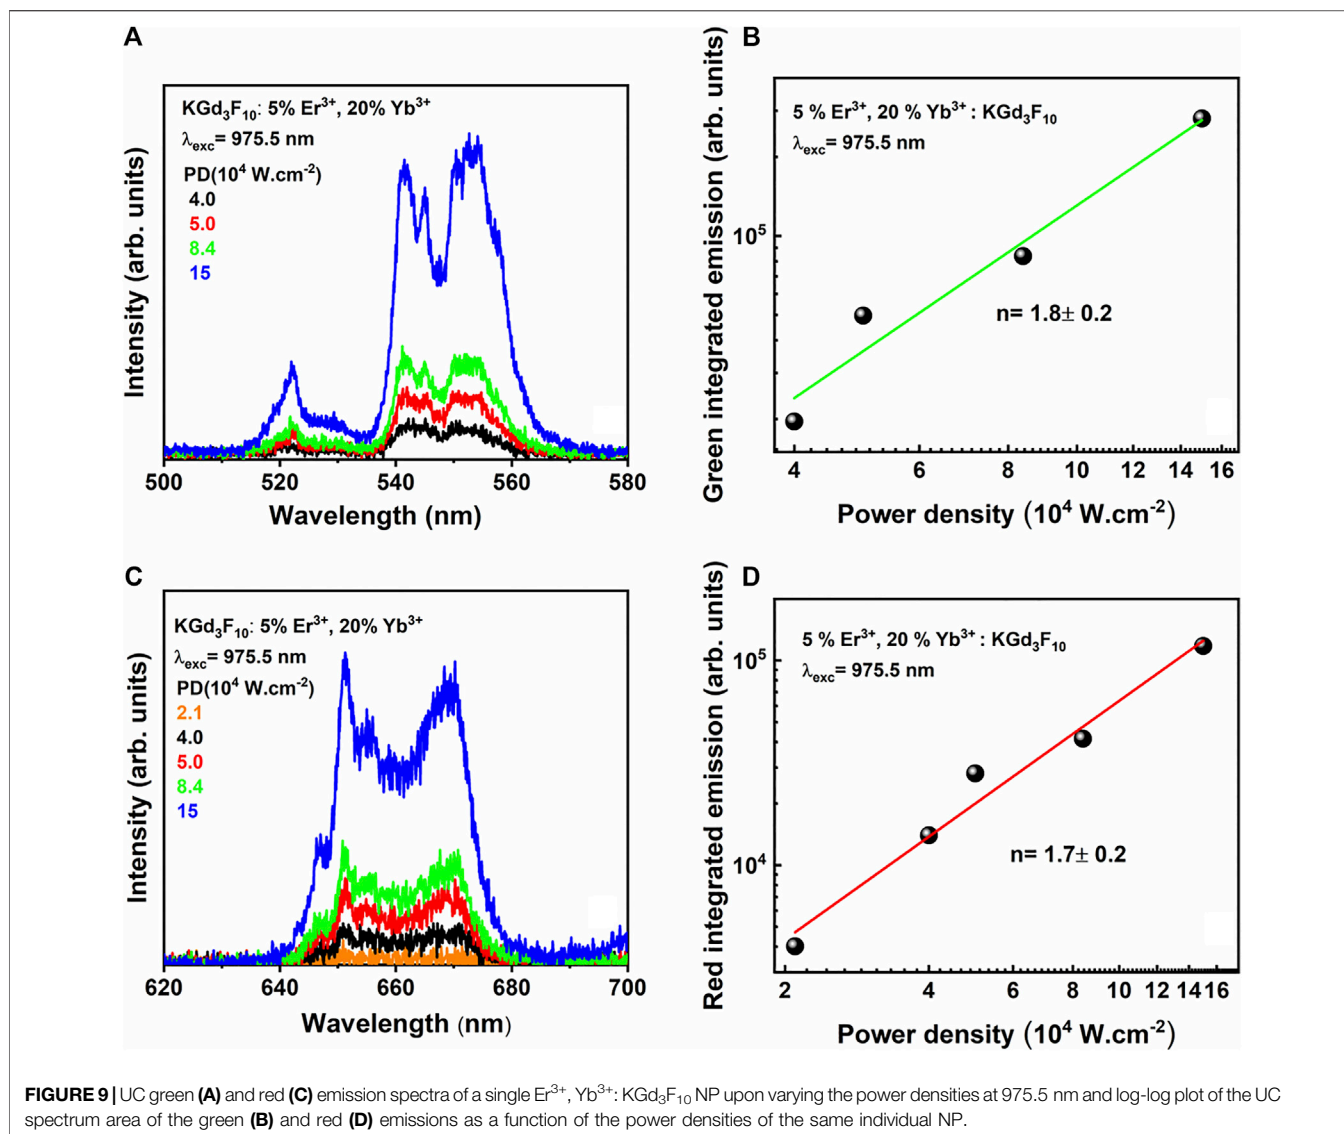 A
Intensity (arb. units)
KGd₃F₁₀: 5% Er³⁺, 20% Yb³⁺
λexc= 975.5 nm
PD(10⁴ W.cm⁻²)
4.0
5.0
8.4
15
500 520 540 560 580
Wavelength (nm)
B
Green integrated emission (arb. units)
5 % Er³⁺, 20 % Yb³⁺ : KGd₃F₁₀
λexc= 975.5 nm
10⁵
n= 1.8± 0.2
4 6 8 10 12 14 16
Power density (10⁴ W.cm⁻²)
C
Intensity (arb. units)
KGd₃F₁₀: 5% Er³⁺, 20% Yb³⁺
λexc= 975.5 nm
PD(10⁴ W.cm⁻²)
2.1
4.0
5.0
8.4
15
620 640 660 680 700
Wavelength (nm)
D
Red integrated emission (arb. units)
5 % Er³⁺, 20 % Yb³⁺ : KGd₃F₁₀
λexc= 975.5 nm
10⁵
10⁴
n= 1.7± 0.2
2 4 6 8 10 12 14 16
Power density (10⁴ W.cm⁻²)
FIGURE 9 | UC green (A) and red (C) emission spectra of a single Er³⁺, Yb³⁺: KGd₃F₁₀ NP upon varying the power densities at 975.5 nm and log-log plot of the UC
spectrum area of the green (B) and red (D) emissions as a function of the power densities of the same individual NP.